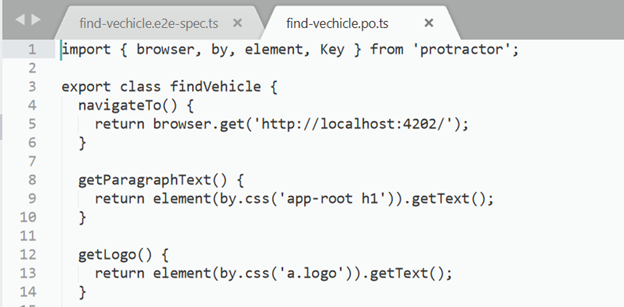 find-vechicle.e2e-spec.ts × find-vechicle.po.ts ×
1 import { browser, by, element, Key } from 'protractor';
2
3 export class findVehicle {
4 navigateTo() {
5 return browser.get('http://localhost:4202/');
6 }
7
8 getParagraphText() {
9 return element(by.css('app-root h1')).getText();
10 }
11
12 getLogo() {
13 return element(by.css('a.logo')).getText();
14 }